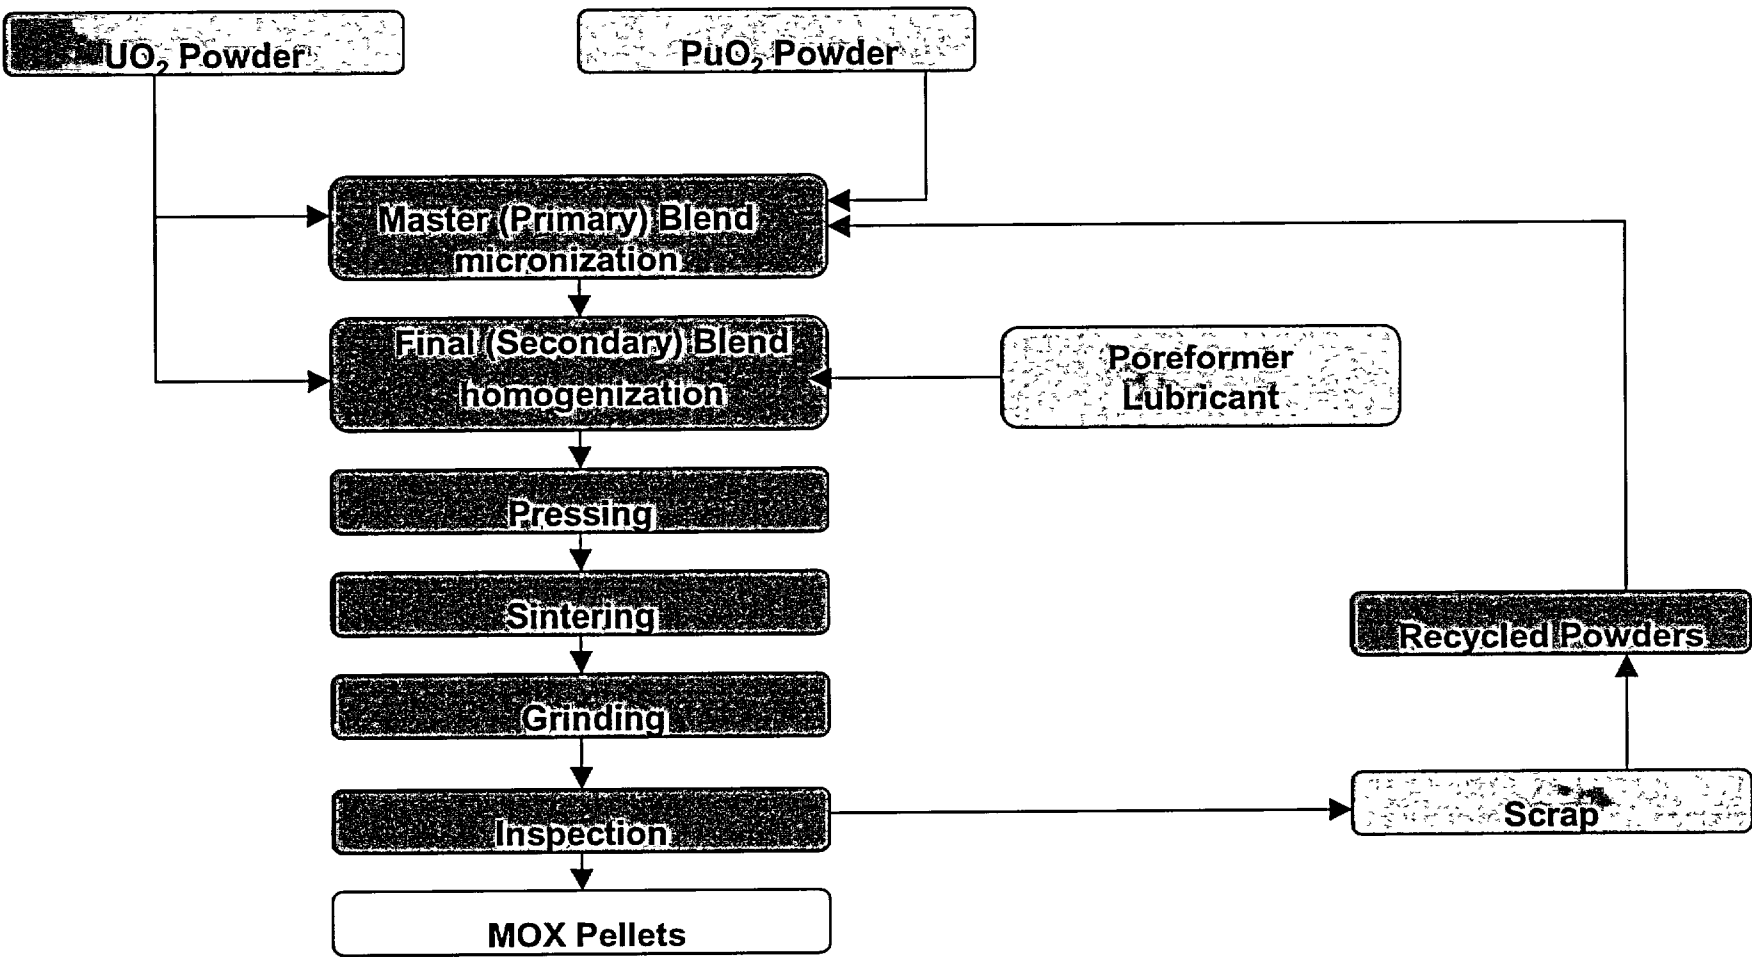 UO₂ Powder
PuO₂ Powder
Master (Primary) Blend
micronization
Final (Secondary) Blend
homogenization
Poreformer
Lubricant
Pressing
Sintering
Recycled Powders
Grinding
Inspection
Scrap
MOX Pellets